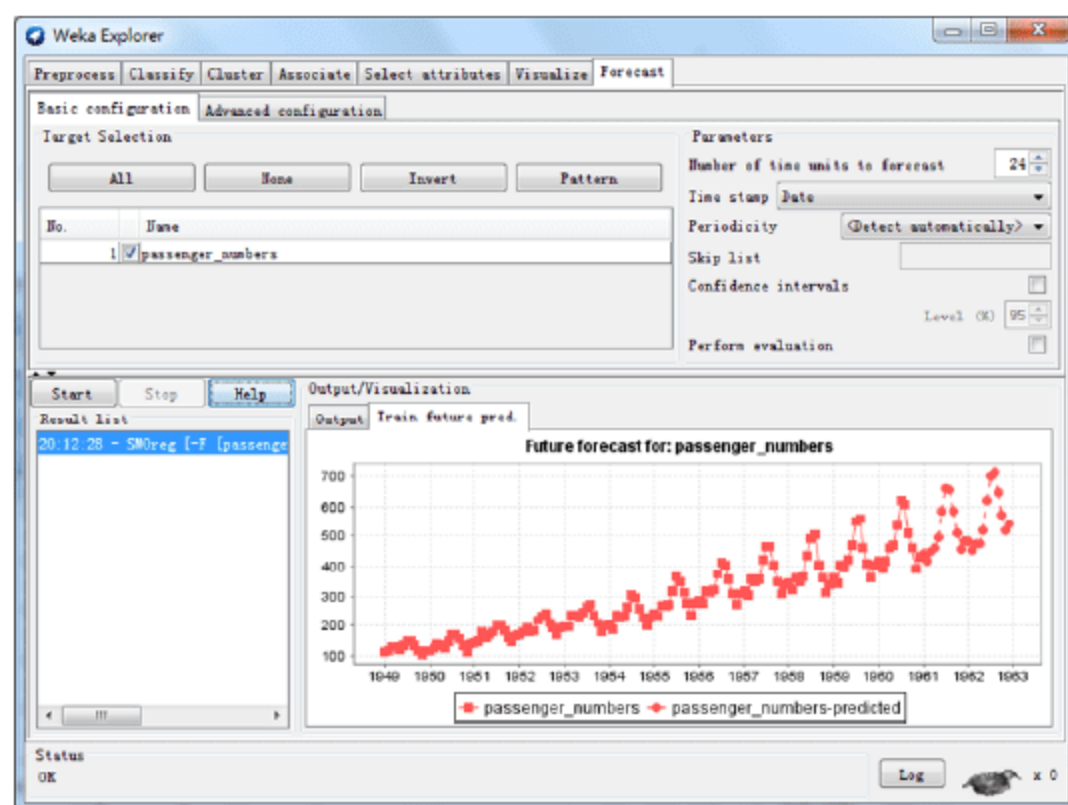 Weka Explorer
Preprocess Classify Cluster Associate Select attributes Visualize Forecast
Basic configuration Advanced configuration
Target Selection
All None Invert Pattern
No. Name
1 passenger_numbers
Parameters
Number of time units to forecast 24
Time stamp Date
Periodicity <Detect automatically>
Skip list
Confidence intervals
Level (%) 95
Perform evaluation
Start Stop Help
Result list
20:12:28 - SMOreg [-F [passenge
Output/Visualization
Output Train future pred.
Future forecast for: passenger_numbers
700
600
500
400
300
200
100
1949 1950 1951 1952 1953 1954 1955 1956 1957 1958 1959 1960 1961 1962 1963
passenger_numbers passenger_numbers-predicted
Status
OK
Log x 0